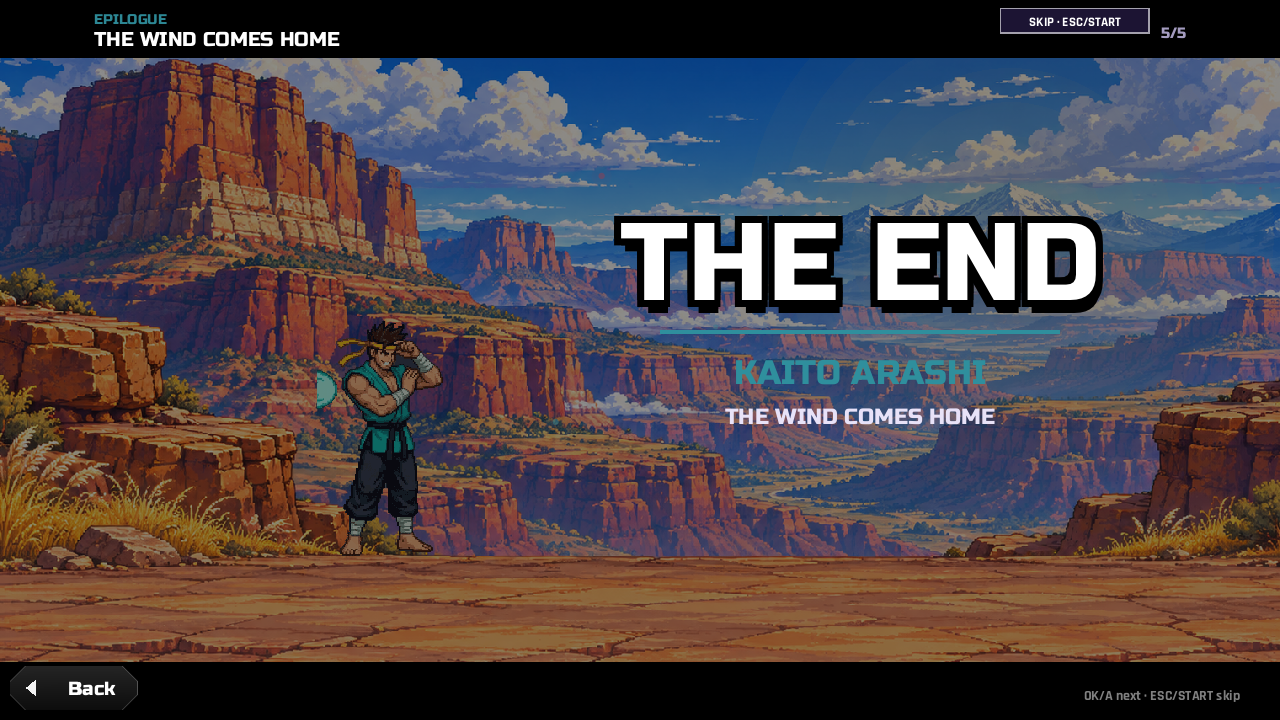 EPILOGUE
THE WIND COMES HOME
SKIP · ESC/START
5/5
THE END
KAITO ARASHI
THE WIND COMES HOME
Back
OK/A next · ESC/START skip